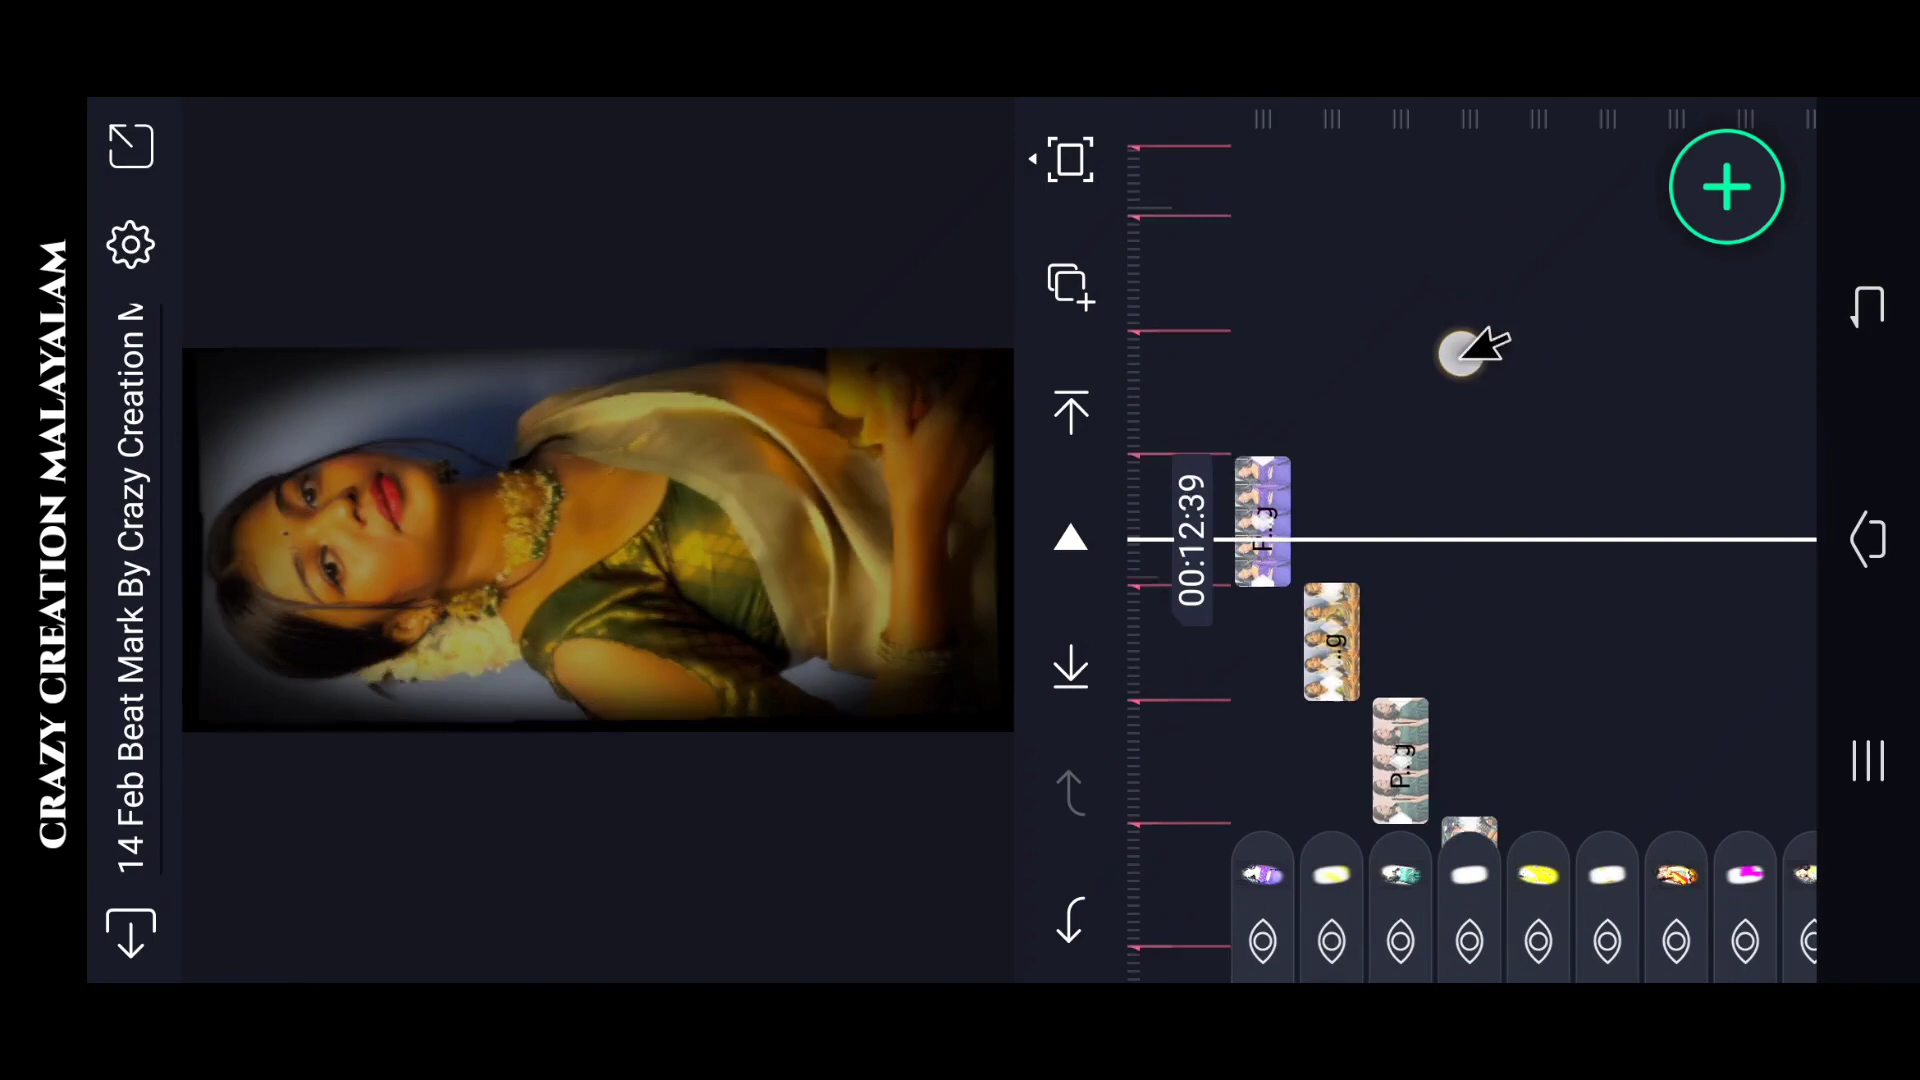 CRAZY CREATION MALAYALAM
14 Feb Beat Mark By Crazy Creation
00:12:39
F...g
...g
P...g